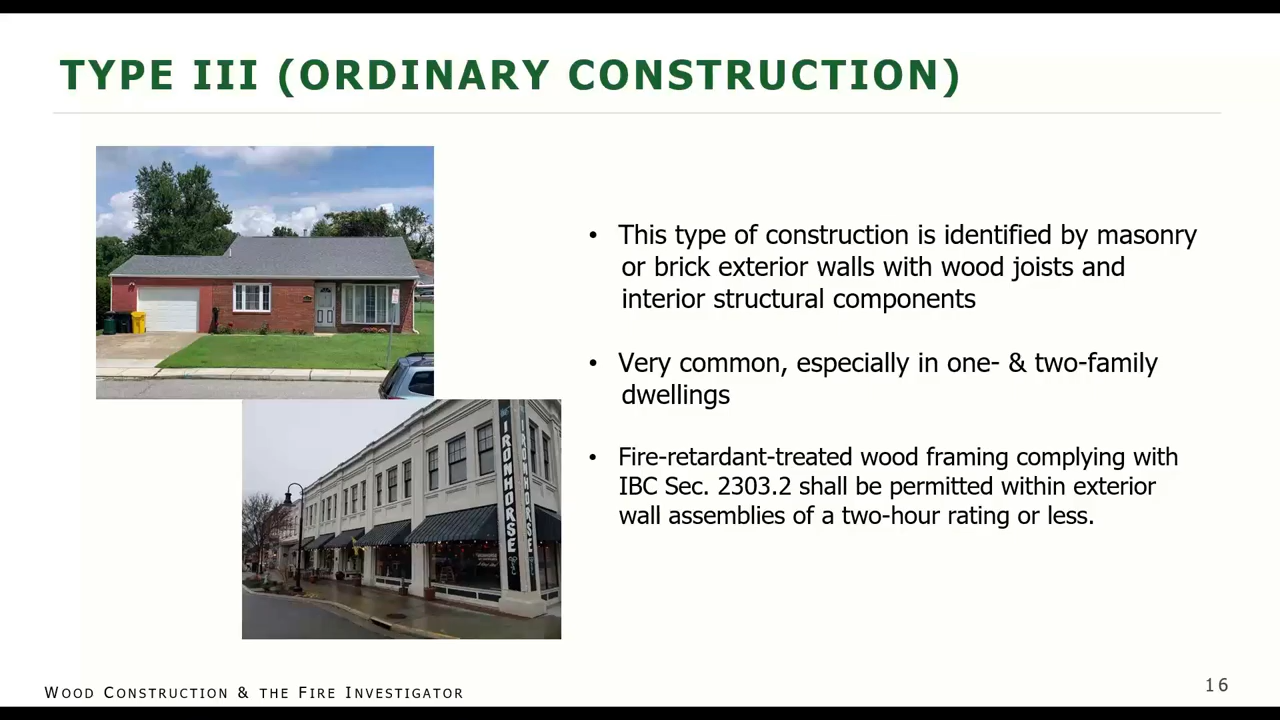 TYPE III (ORDINARY CONSTRUCTION)
• This type of construction is identified by masonry
or brick exterior walls with wood joists and
interior structural components
• Very common, especially in one- & two-family
dwellings
• Fire-retardant-treated wood framing complying with
IBC Sec. 2303.2 shall be permitted within exterior
wall assemblies of a two-hour rating or less.
IRONHORSE
IRONHORSE
WOOD CONSTRUCTION & THE FIRE INVESTIGATOR
16